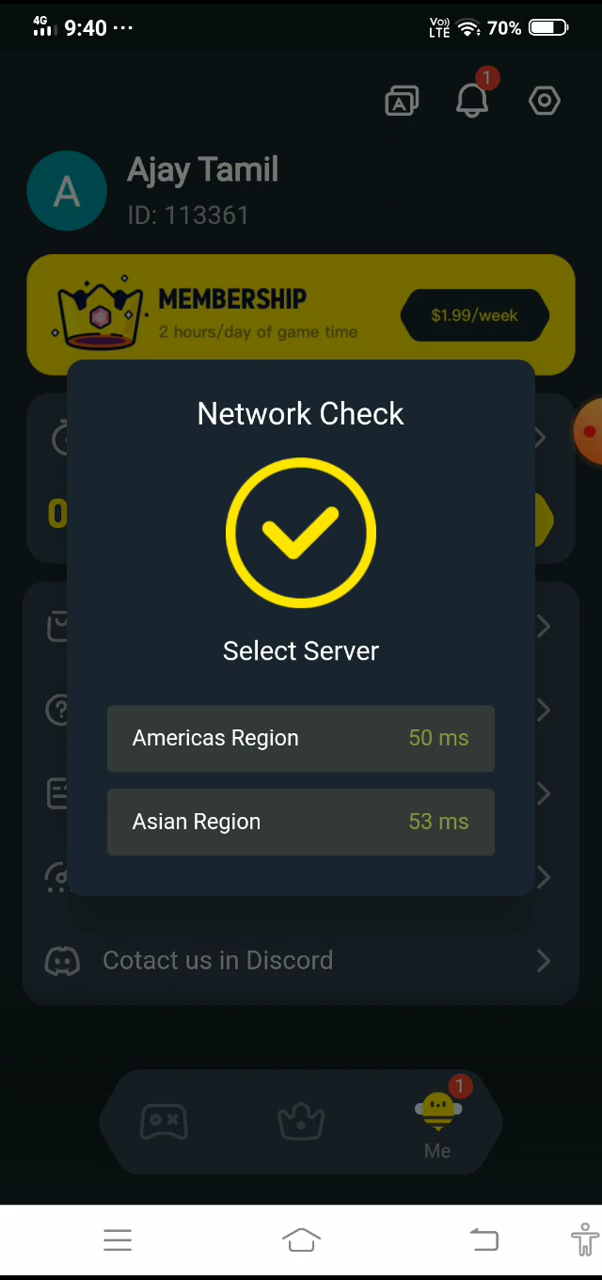 4G 9:40 ··· Vo)) LTE 70%
A 1
A Ajay Tamil
ID: 113361
MEMBERSHIP
2 hours/day of game time
$1.99/week
Network Check
0
Select Server
Americas Region 50 ms
Asian Region 53 ms
Cotact us in Discord
1
Me